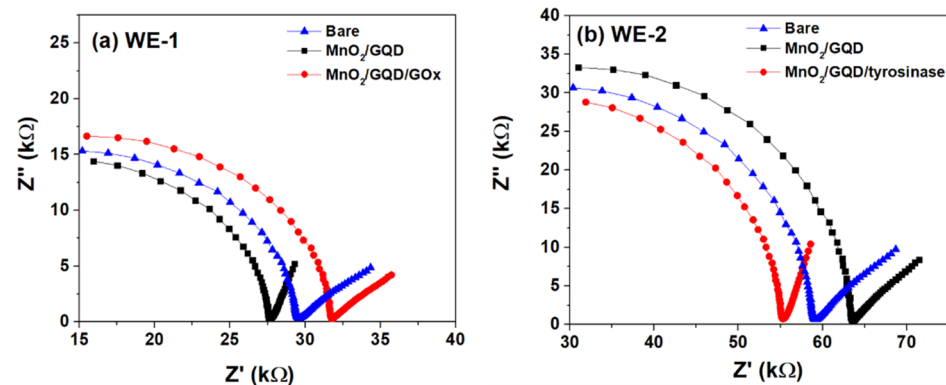 (a) WE-1
Bare
MnO₂/GQD
MnO₂/GQD/GOx
Z'' (kΩ)
25
20
15
10
5
0
15 20 25 30 35 40
Z' (kΩ)
(b) WE-2
Bare
MnO₂/GQD
MnO₂/GQD/tyrosinase
Z'' (kΩ)
40
35
30
25
20
15
10
5
0
30 40 50 60 70
Z' (kΩ)